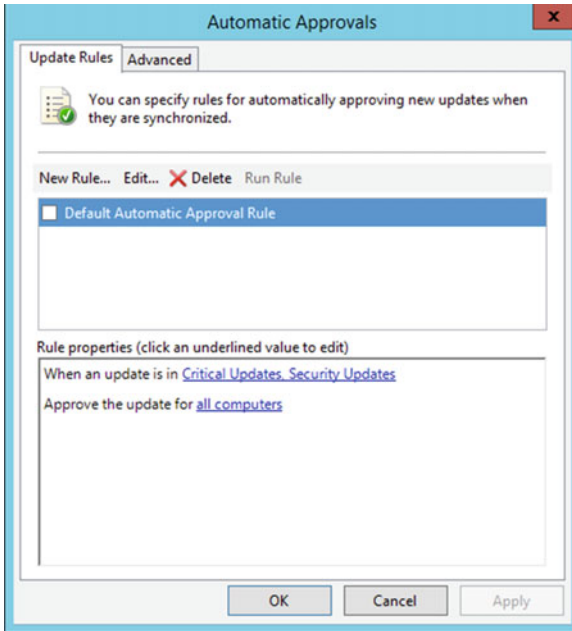 Automatic Approvals
x
Update Rules
Advanced
You can specify rules for automatically approving new updates when
they are synchronized.
New Rule... Edit... Delete Run Rule
Default Automatic Approval Rule
Rule properties (click an underlined value to edit)
When an update is in Critical Updates, Security Updates
Approve the update for all computers
OK
Cancel
Apply